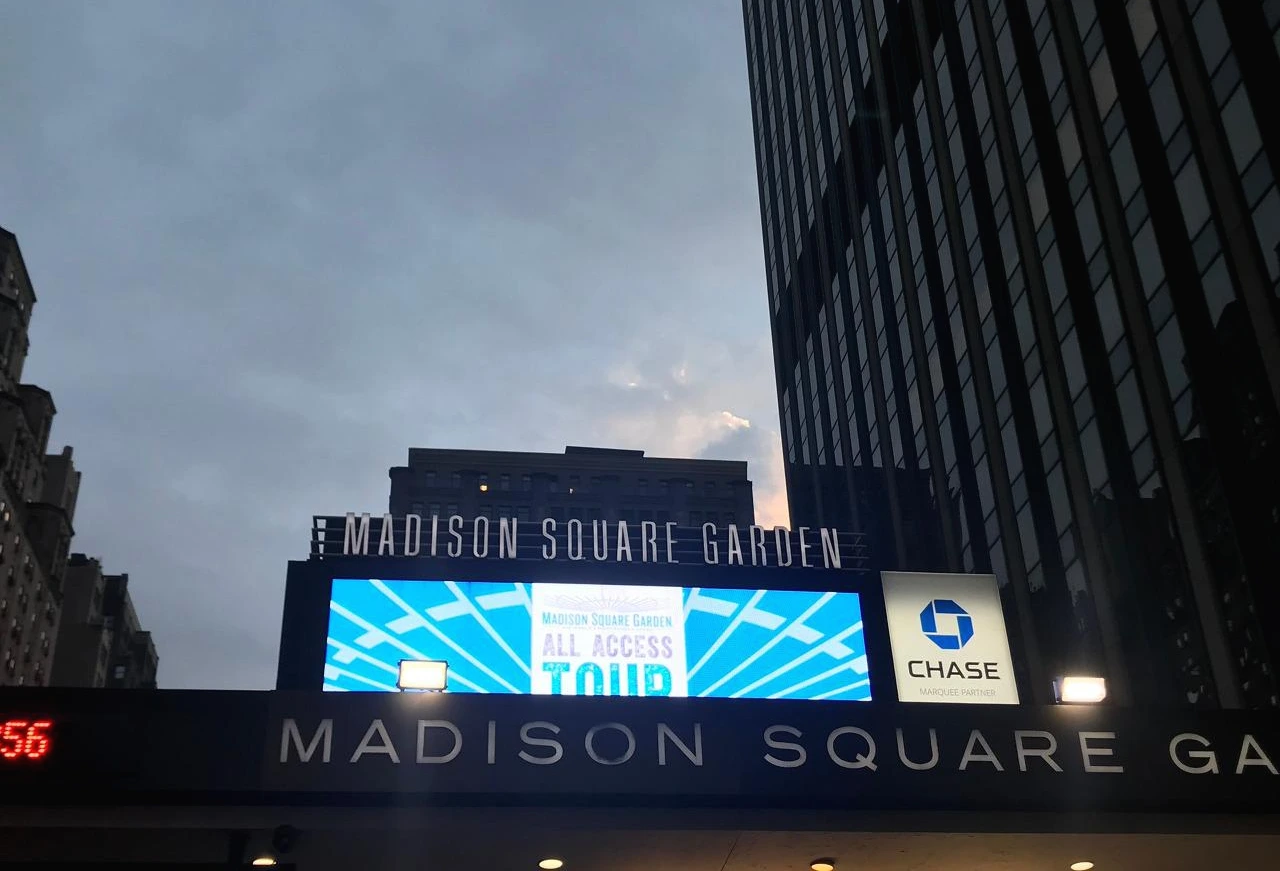 MADISON SQUARE GARDEN
MADISON SQUARE GARDEN
ALL ACCESS
TOUR
CHASE
MARQUEE PARTNER
:56
MADISON SQUARE GA